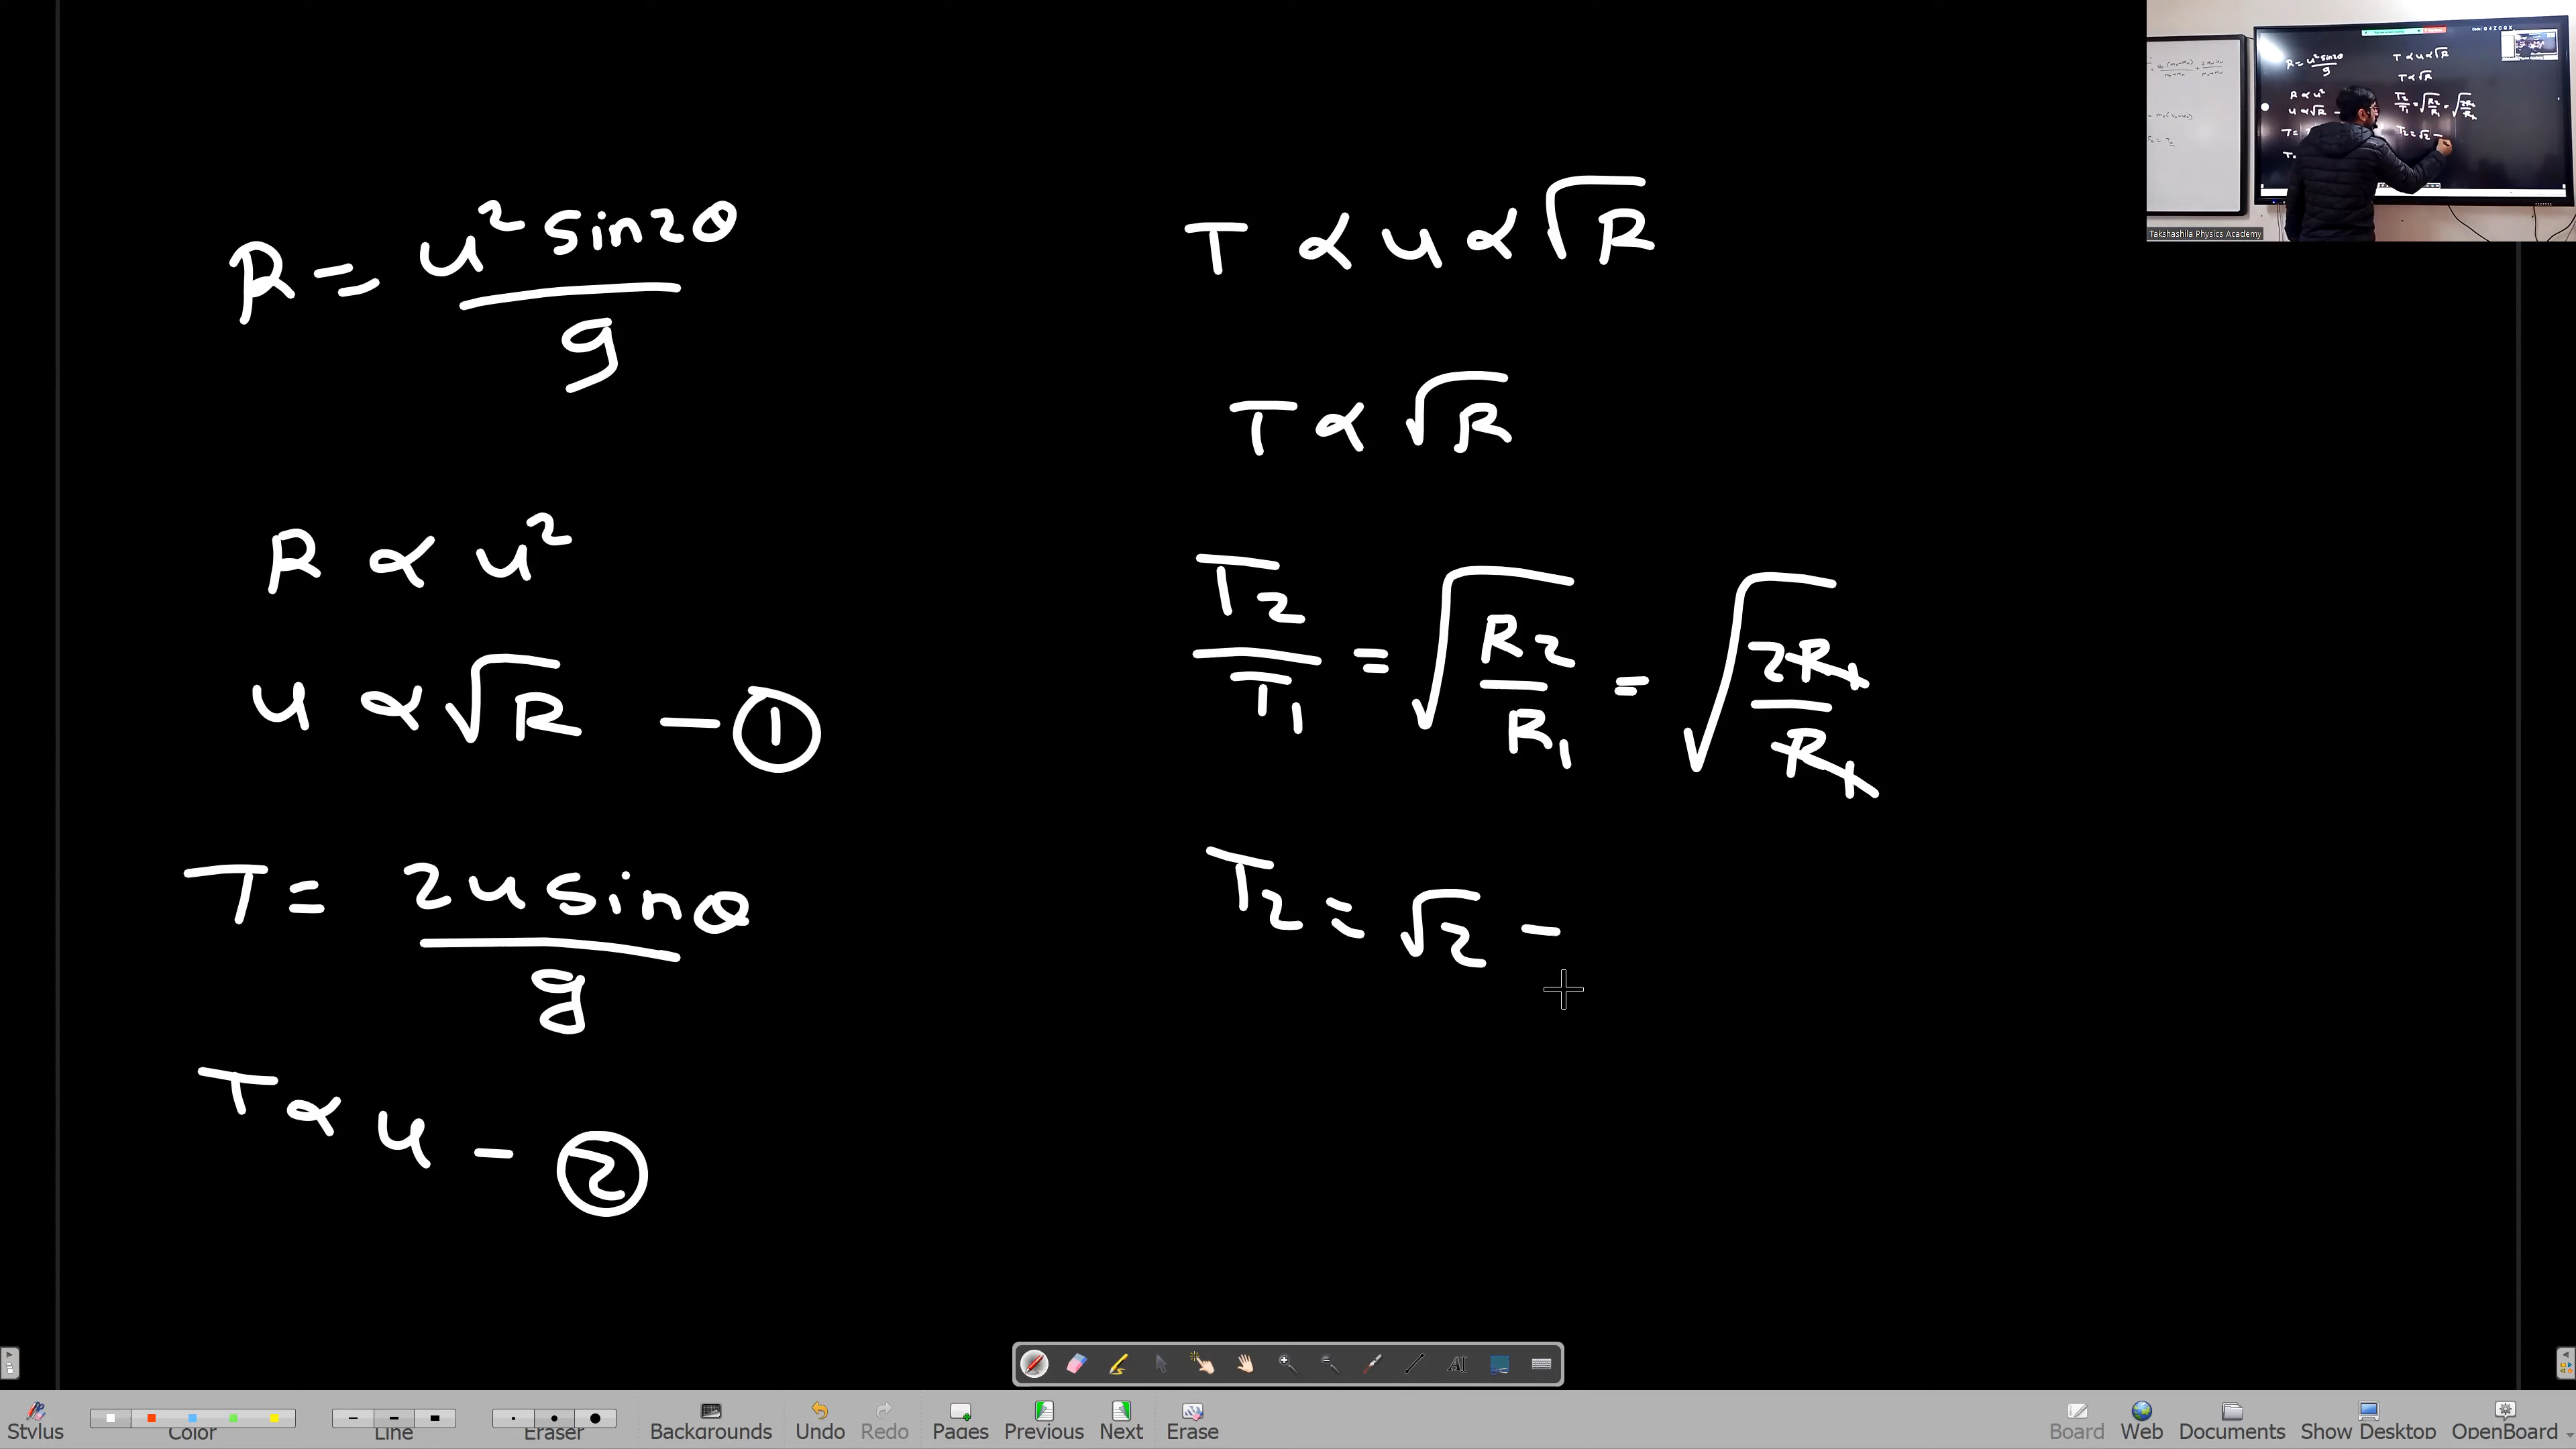 R = u² sin2θ / g
R ∝ u²
u ∝ √R — ①
T = 2u sinθ / g
T ∝ u - ②
T ∝ u ∝ √R
T ∝ √R
T₂/T₁ = √(R₂/R₁) = √(2R₁/R₁)
T₂ = √2 -
Takshashila Physics Academy
Stylus
Color
Line
Eraser
Backgrounds
Undo
Redo
Pages
Previous
Next
Erase
Board
Web
Documents
Show Desktop
OpenBoard